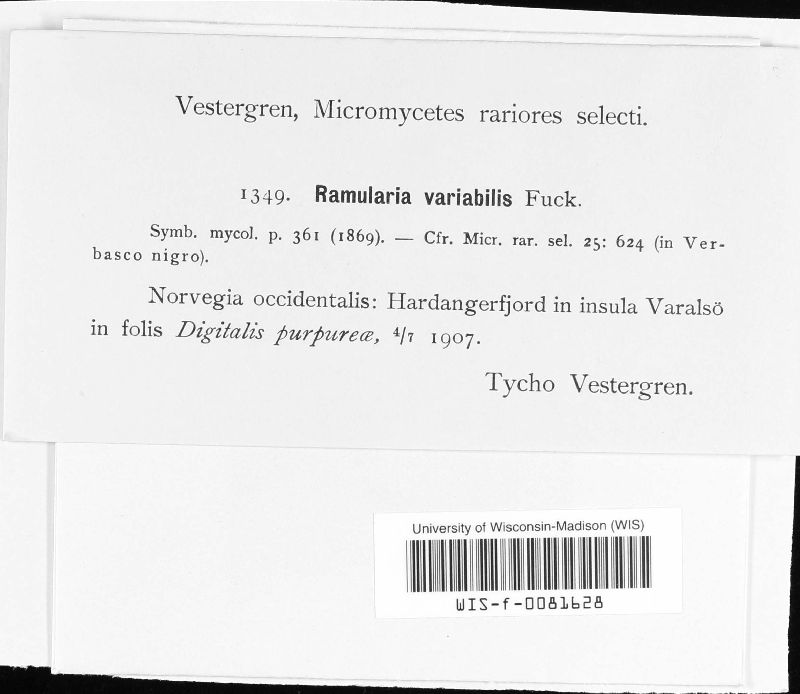 Vestergren, Micromycetes rariores selecti.
1349. Ramularia variabilis Fuck.
Symb. mycol. p. 361 (1869). — Cfr. Micr. rar. sel. 25: 624 (in Ver-
basco nigro).
Norvegia occidentalis: Hardangerfjord in insula Varalsö
in folis Digitalis purpureæ, 4/7 1907.
Tycho Vestergren.
University of Wisconsin-Madison (WIS)
WIS-f-0081628